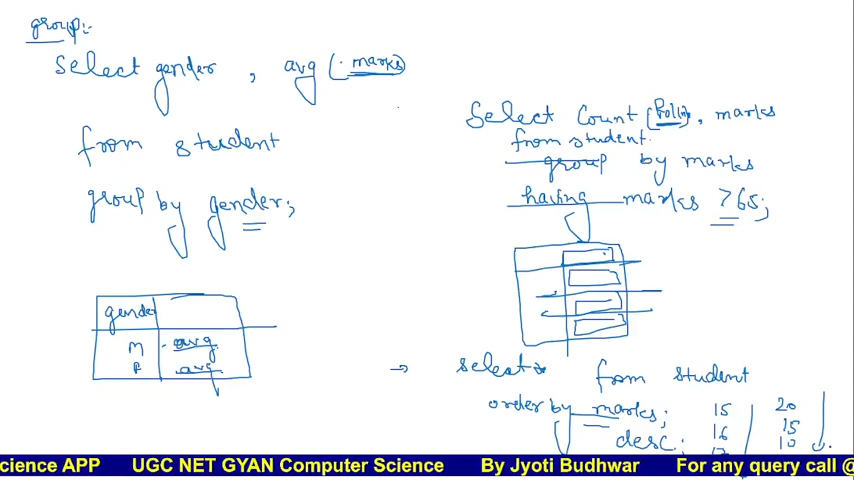 group:-
Select gender , avg (marks)
from student
group by gender;
Select Count (Rollno), marks
from student.
group by marks
having marks >65;
gender
M avg
F avg
→ select * from student
order by marks;
desc;
15 20
16 15
17 10
cience APP UGC NET GYAN Computer Science By Jyoti Budhwar For any query call @